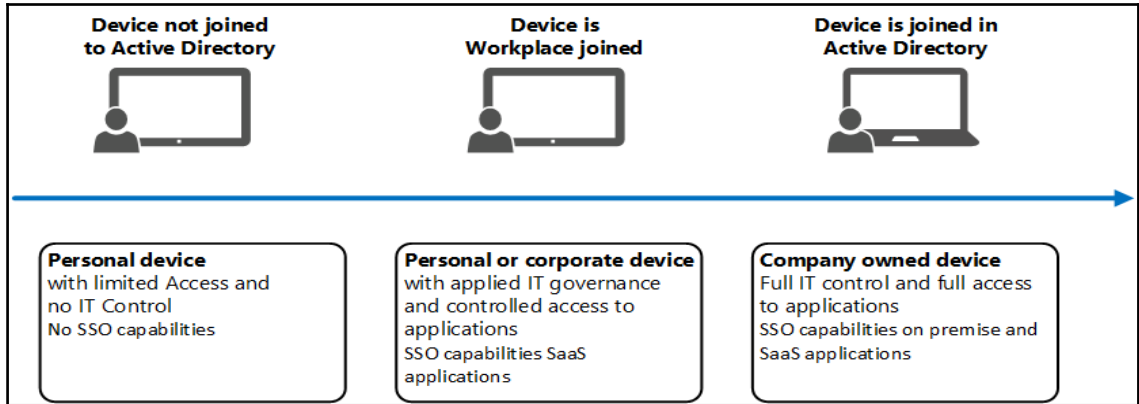 Device not joined
to Active Directory
Device is
Workplace joined
Device is joined in
Active Directory
Personal device
with limited Access and
no IT Control
No SSO capabilities
Personal or corporate device
with applied IT governance
and controlled access to
applications
SSO capabilities SaaS
applications
Company owned device
Full IT control and full access
to applications
SSO capabilities on premise and
SaaS applications